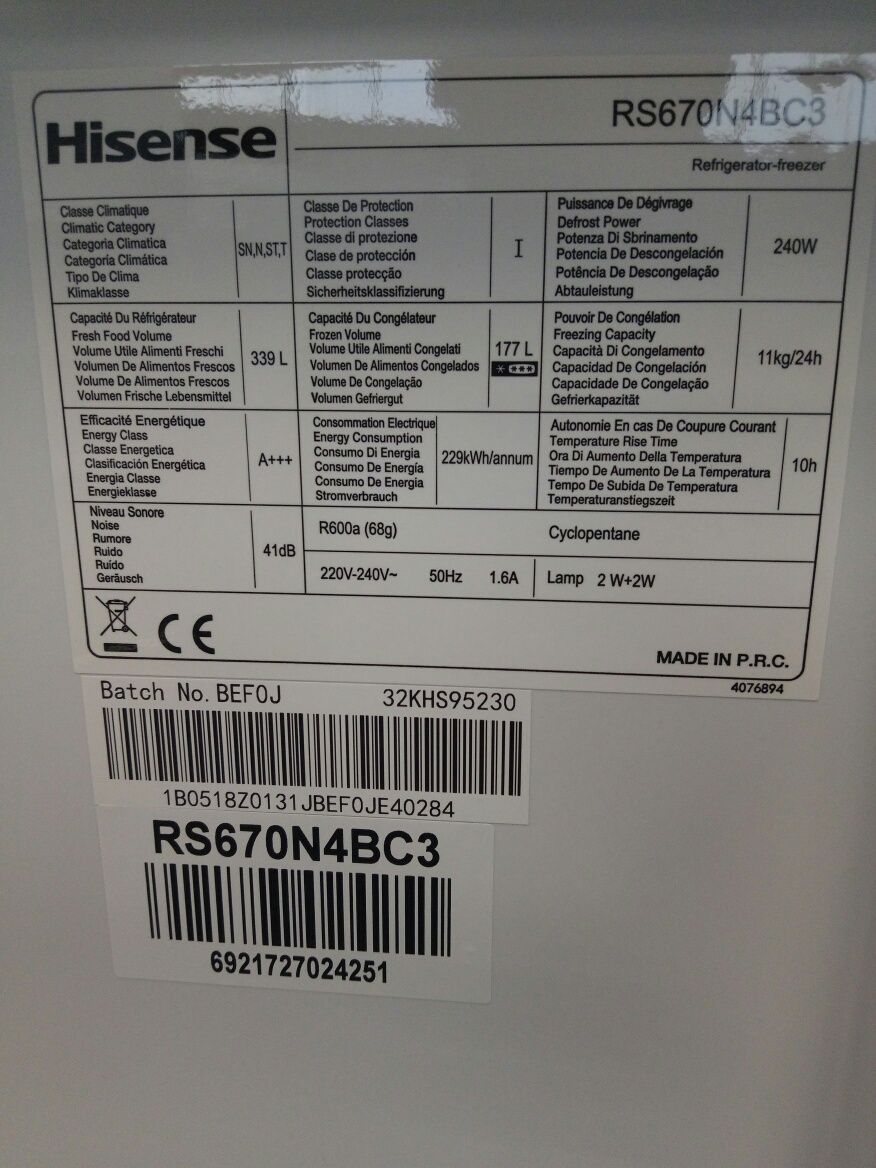 Hisense
RS670N4BC3
Refrigerator-freezer
Classe Climatique
Climatic Category
Categoria Climatica
Categoria Climática
Tipo De Clima
Klimaklasse
SN,N,ST,T
Classe De Protection
Protection Classes
Classe di protezione
Clase de protección
Classe protecção
Sicherheitsklassifizierung
I
Puissance De Dégivrage
Defrost Power
Potenza Di Sbrinamento
Potencia De Descongelación
Potência De Descongelação
Abtauleistung
240W
Capacité Du Réfrigérateur
Fresh Food Volume
Volume Utile Alimenti Freschi
Volumen De Alimentos Frescos
Volume De Alimentos Frescos
Volumen Frische Lebensmittel
339 L
Capacité Du Congélateur
Frozen Volume
Volume Utile Alimenti Congelati
Volumen De Alimentos Congelados
Volume De Congelação
Volumen Gefriergut
177 L
* ***
Pouvoir De Congélation
Freezing Capacity
Capacità Di Congelamento
Capacidad De Congelación
Capacidade De Congelação
Gefrierkapazität
11kg/24h
Efficacité Energétique
Energy Class
Classe Energetica
Clasificación Energética
Energia Classe
Energieklasse
A+++
Consommation Electrique
Energy Consumption
Consumo Di Energia
Consumo De Energía
Consumo De Energia
Stromverbrauch
229kWh/annum
Autonomie En cas De Coupure Courant
Temperature Rise Time
Ora Di Aumento Della Temperatura
Tiempo De Aumento De La Temperatura
Tempo De Subida De Temperatura
Temperaturanstiegszeit
10h
Niveau Sonore
Noise
Rumore
Ruido
Ruído
Geräusch
41dB
R600a (68g)
Cyclopentane
220V-240V~ 50Hz 1.6A
Lamp 2 W+2W
CE
MADE IN P.R.C.
4076894
Batch No. BEF0J 32KHS95230
1B0518Z0131JBEF0JE40284
RS670N4BC3
6921727024251